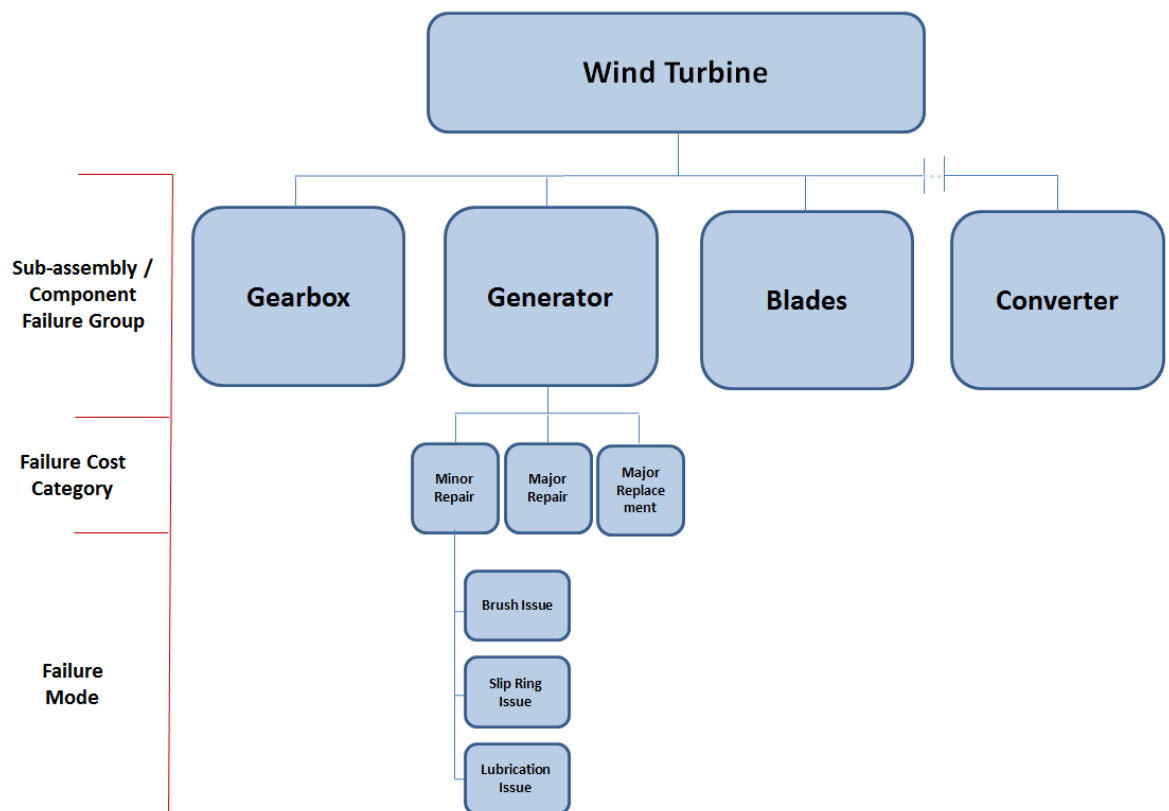 Wind Turbine
Sub-assembly /
Component
Failure Group
Gearbox
Generator
Blades
Converter
Failure Cost
Category
Minor
Repair
Major
Repair
Major
Replace
ment
Failure
Mode
Brush Issue
Slip Ring
Issue
Lubrication
Issue